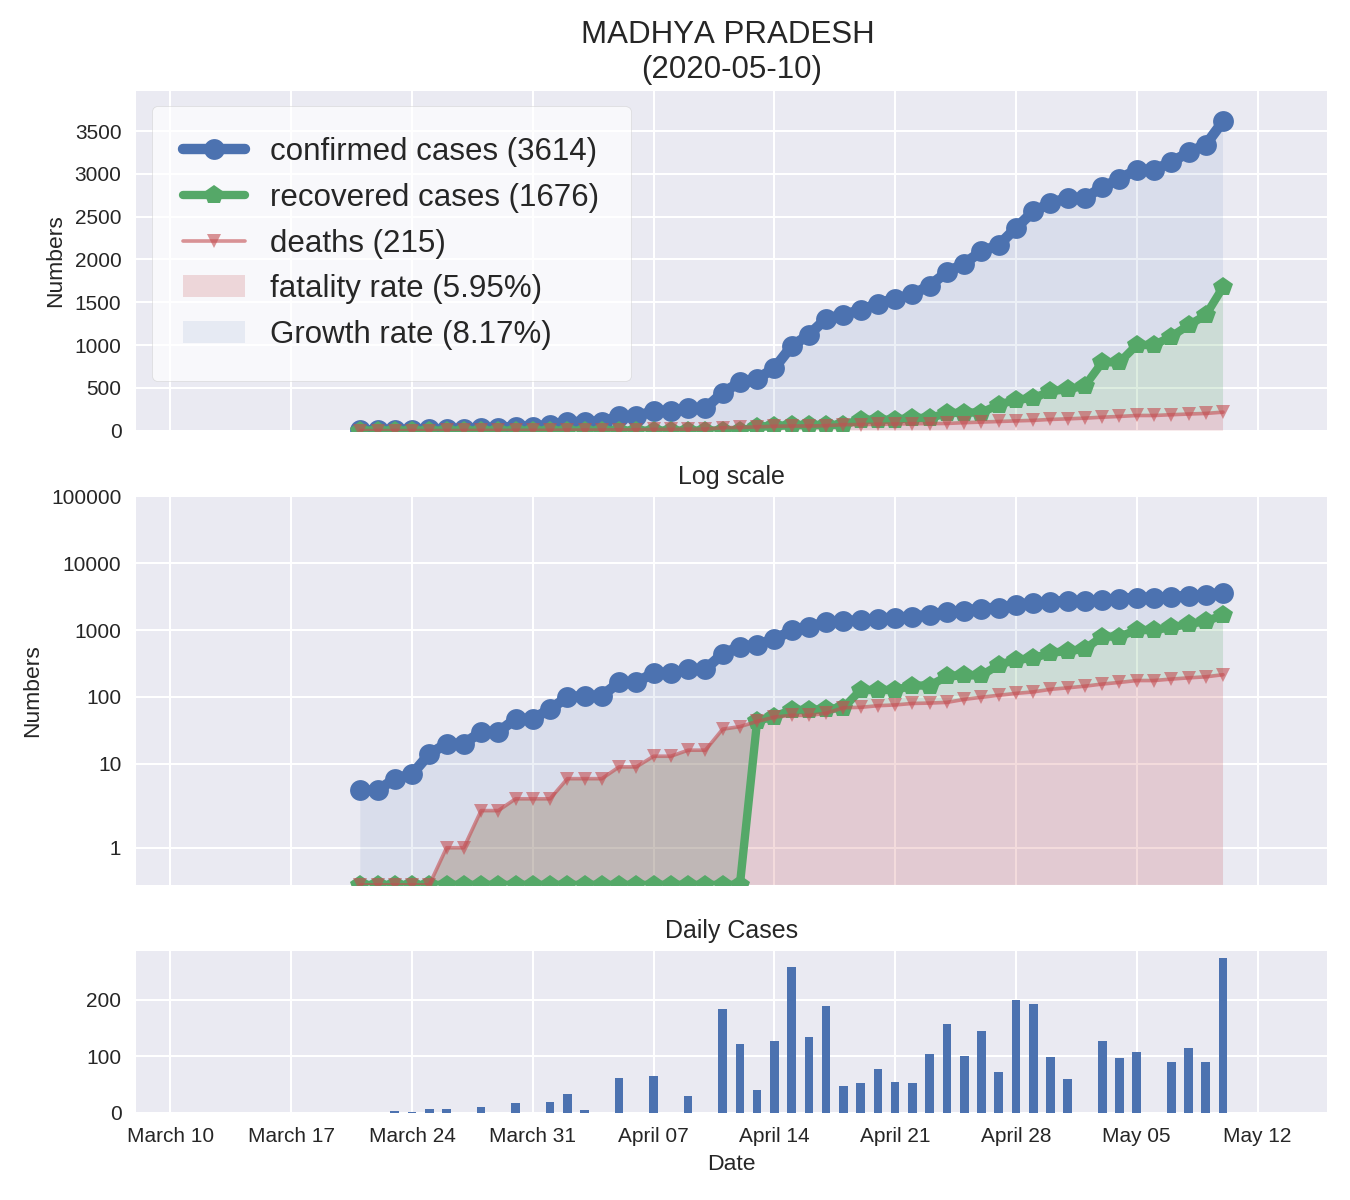 MADHYA PRADESH
(2020-05-10)
3500
3000
2500
2000
1500
1000
500
0
Numbers
confirmed cases (3614)
recovered cases (1676)
deaths (215)
fatality rate (5.95%)
Growth rate (8.17%)
Log scale
100000
10000
1000
100
10
1
Numbers
Daily Cases
200
100
0
March 10 March 17 March 24 March 31 April 07 April 14 April 21 April 28 May 05 May 12
Date